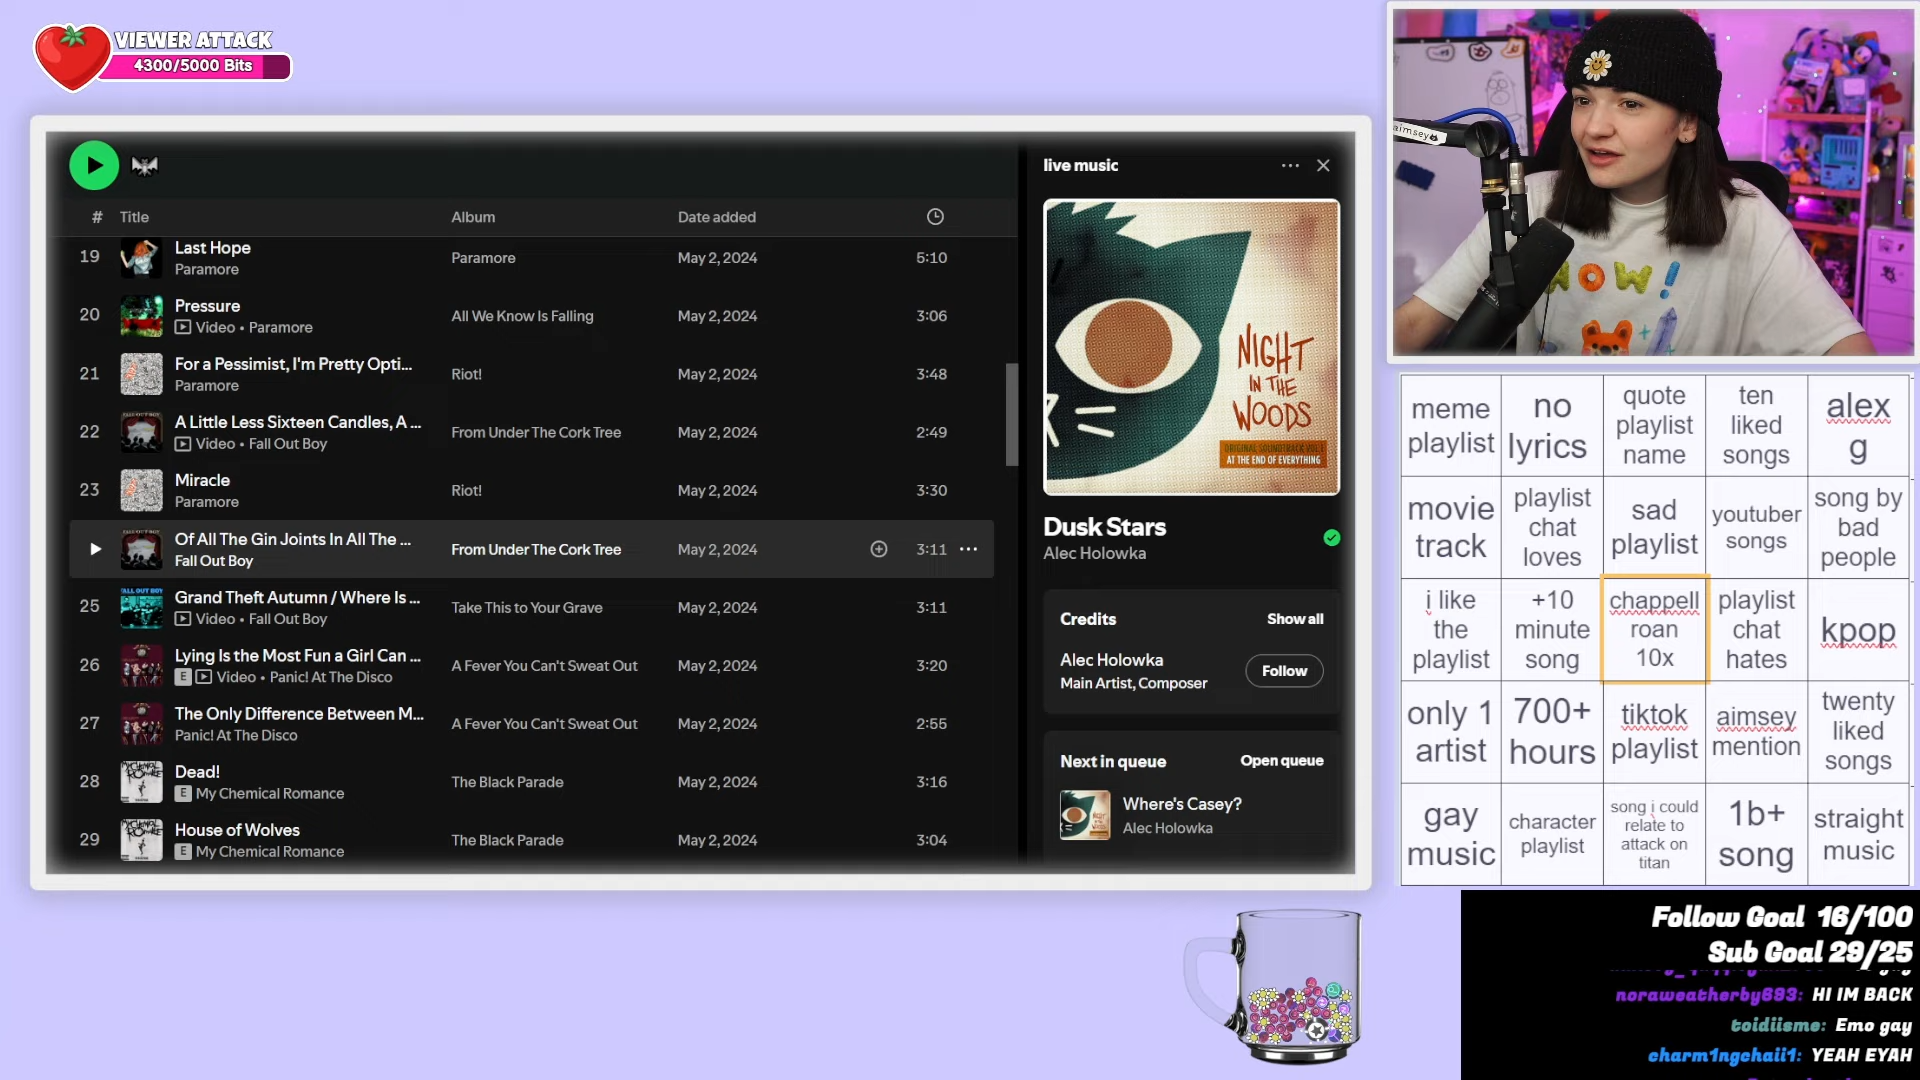 VIEWER ATTACK
4300/5000 Bits
# Title Album Date added
19 Last Hope Paramore May 2, 2024 5:10
Paramore
20 Pressure All We Know Is Falling May 2, 2024 3:06
Video • Paramore
21 For a Pessimist, I'm Pretty Opti... Riot! May 2, 2024 3:48
Paramore
22 A Little Less Sixteen Candles, A ... From Under The Cork Tree May 2, 2024 2:49
Video • Fall Out Boy
23 Miracle Riot! May 2, 2024 3:30
Paramore
Of All The Gin Joints In All The ... From Under The Cork Tree May 2, 2024 3:11 ...
Fall Out Boy
25 Grand Theft Autumn / Where Is ... Take This to Your Grave May 2, 2024 3:11
Video • Fall Out Boy
26 Lying Is the Most Fun a Girl Can ... A Fever You Can't Sweat Out May 2, 2024 3:20
E Video • Panic! At The Disco
27 The Only Difference Between M... A Fever You Can't Sweat Out May 2, 2024 2:55
Panic! At The Disco
28 Dead! The Black Parade May 2, 2024 3:16
E My Chemical Romance
29 House of Wolves The Black Parade May 2, 2024 3:04
E My Chemical Romance
live music
NIGHT
IN THE
WOODS
ORIGINAL SOUNDTRACK VOL.1
AT THE END OF EVERYTHING
Dusk Stars
Alec Holowka
Credits Show all
Alec Holowka
Main Artist, Composer
Follow
Next in queue Open queue
Where's Casey?
Alec Holowka
aimsey
WOW!
meme playlist
no lyrics
quote playlist name
ten liked songs
alex g
movie track
playlist chat loves
sad playlist
youtuber songs
song by bad people
i like the playlist
+10 minute song
chappell roan 10x
playlist chat hates
kpop
only 1 artist
700+ hours
tiktok playlist
aimsey mention
twenty liked songs
gay music
character playlist
song i could relate to attack on titan
1b+ song
straight music
Follow Goal 16/100
Sub Goal 29/25
noraweatherby693: HI IM BACK
toidiisme: Emo gay
charm1ngchaii1: YEAH EYAH